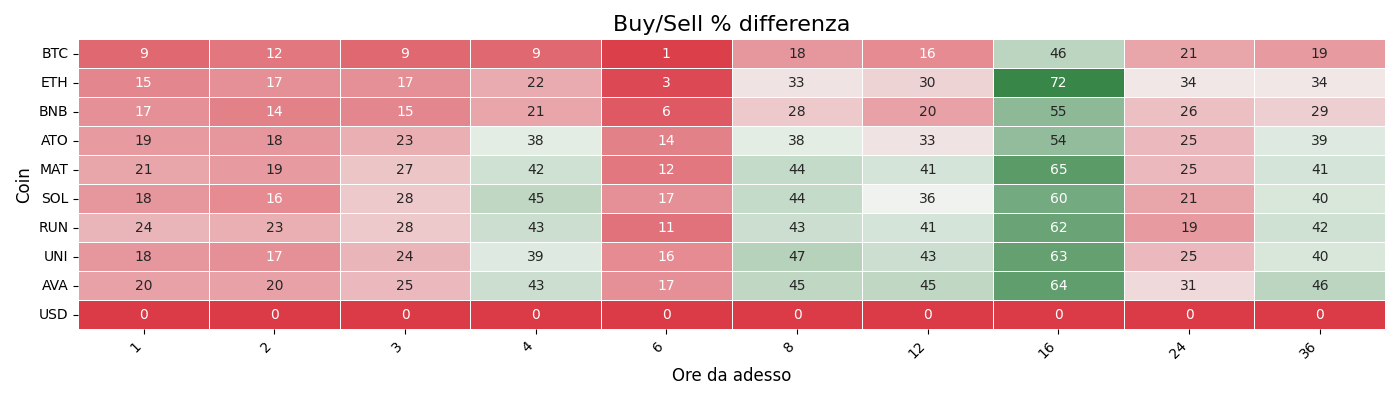 Buy/Sell % differenza
Coin
BTC 9 12 9 9 1 18 16 46 21 19
ETH 15 17 17 22 3 33 30 72 34 34
BNB 17 14 15 21 6 28 20 55 26 29
ATO 19 18 23 38 14 38 33 54 25 39
MAT 21 19 27 42 12 44 41 65 25 41
SOL 18 16 28 45 17 44 36 60 21 40
RUN 24 23 28 43 11 43 41 62 19 42
UNI 18 17 24 39 16 47 43 63 25 40
AVA 20 20 25 43 17 45 45 64 31 46
USD 0 0 0 0 0 0 0 0 0 0
1 2 3 4 6 8 12 16 24 36
Ore da adesso